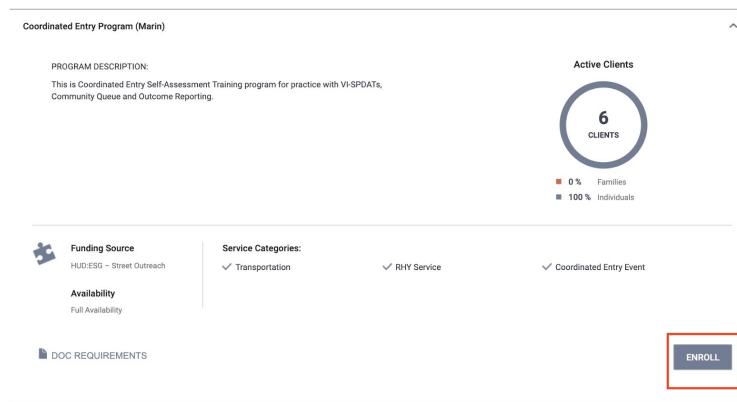 Coordinated Entry Program (Marin)
PROGRAM DESCRIPTION:
This is Coordinated Entry Self-Assessment Training program for practice with VI-SPDATs,
Community Queue and Outcome Reporting.
Active Clients
6
CLIENTS
0 % Families
100 % Individuals
Funding Source
HUD:ESG – Street Outreach
Availability
Full Availability
Service Categories:
Transportation
RHY Service
Coordinated Entry Event
DOC REQUIREMENTS
ENROLL